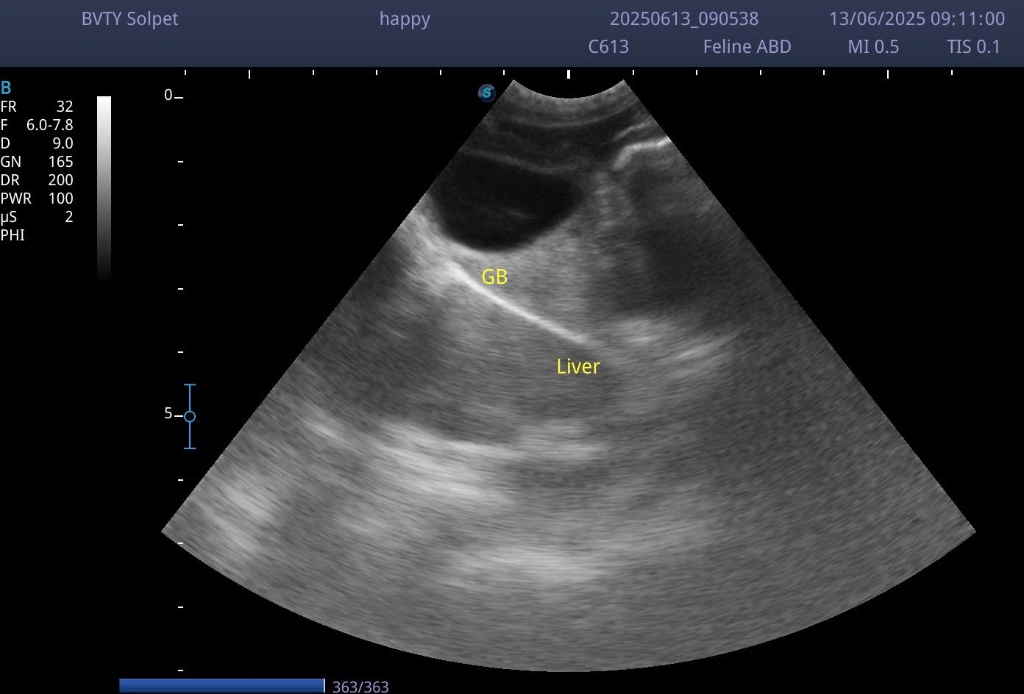 BVTY Solpet happy 20250613_090538 13/06/2025 09:11:00
C613 Feline ABD MI 0.5 TIS 0.1
B
FR 32
F 6.0-7.8
D 9.0
GN 165
DR 200
PWR 100
µS 2
PHI
0
S
GB
Liver
5
363/363